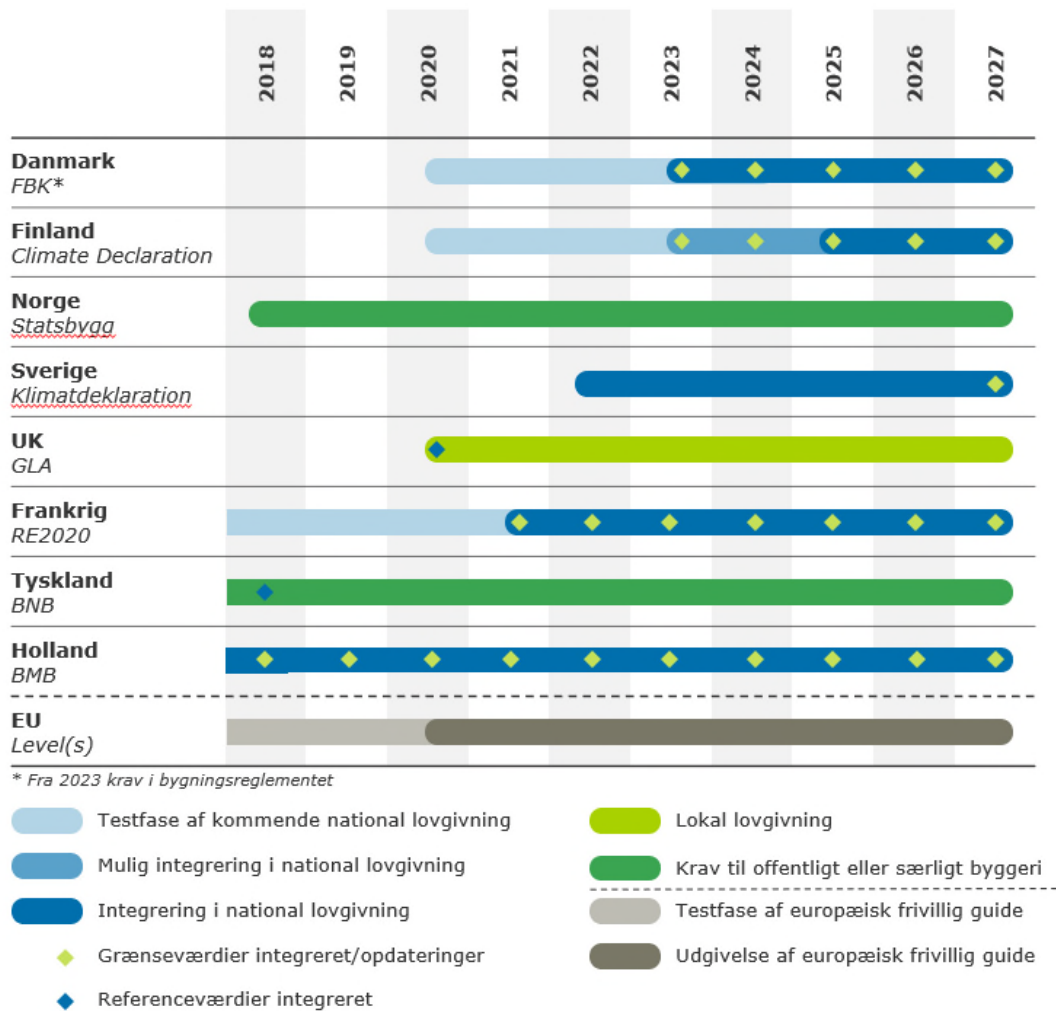 2018 2019 2020 2021 2022 2023 2024 2025 2026 2027
Danmark
FBK*
Finland
Climate Declaration
Norge
Statsbygg
Sverige
Klimatdeklaration
UK
GLA
Frankrig
RE2020
Tyskland
BNB
Holland
BMB
EU
Level(s)
* Fra 2023 krav i bygningsreglementet
Testfase af kommende national lovgivning
Mulig integrering i national lovgivning
Integrering i national lovgivning
Grænseværdier integreret/opdateringer
Referenceværdier integreret
Lokal lovgivning
Krav til offentligt eller særligt byggeri
Testfase af europæisk frivillig guide
Udgivelse af europæisk frivillig guide